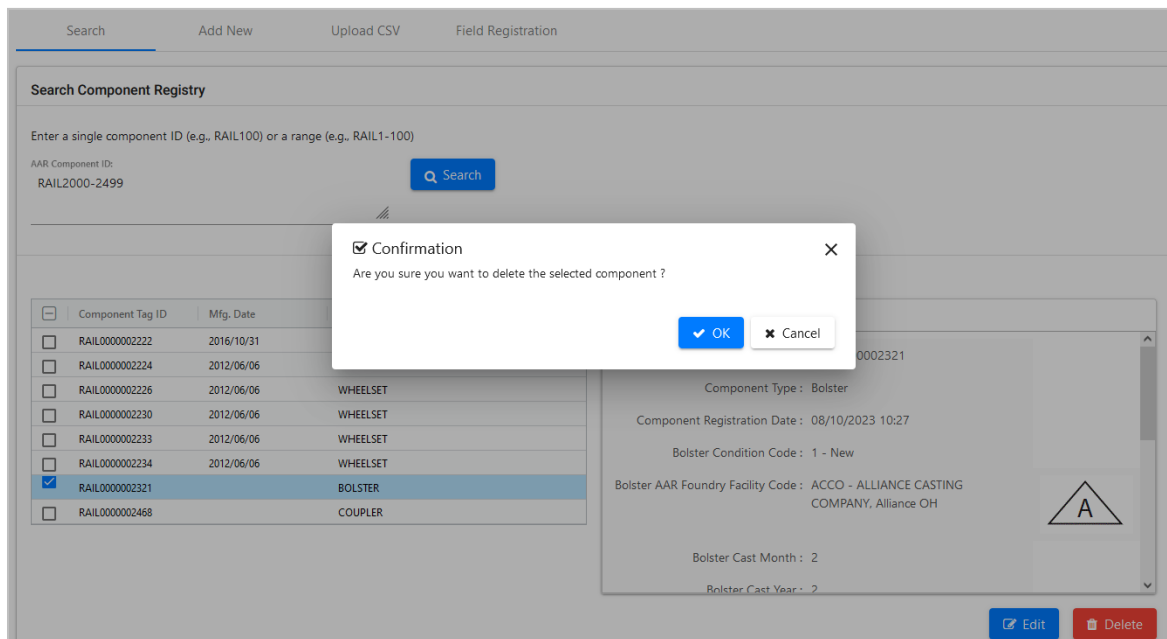 Search Add New Upload CSV Field Registration
Search Component Registry
Enter a single component ID (e.g., RAIL100) or a range (e.g., RAIL1-100)
AAR Component ID:
RAIL2000-2499
Search
Confirmation
Are you sure you want to delete the selected component ?
OK Cancel
Component Tag ID Mfg. Date
RAIL0000002222 2016/10/31
RAIL0000002224 2012/06/06
RAIL0000002226 2012/06/06 WHEELSET
RAIL0000002230 2012/06/06 WHEELSET
RAIL0000002233 2012/06/06 WHEELSET
RAIL0000002234 2012/06/06 WHEELSET
RAIL0000002321 BOLSTER
RAIL0000002468 COUPLER
0002321
Component Type : Bolster
Component Registration Date : 08/10/2023 10:27
Bolster Condition Code : 1 - New
Bolster AAR Foundry Facility Code : ACCO - ALLIANCE CASTING
COMPANY, Alliance OH
A
Bolster Cast Month : 2
Bolster Cast Year : 2
Edit Delete